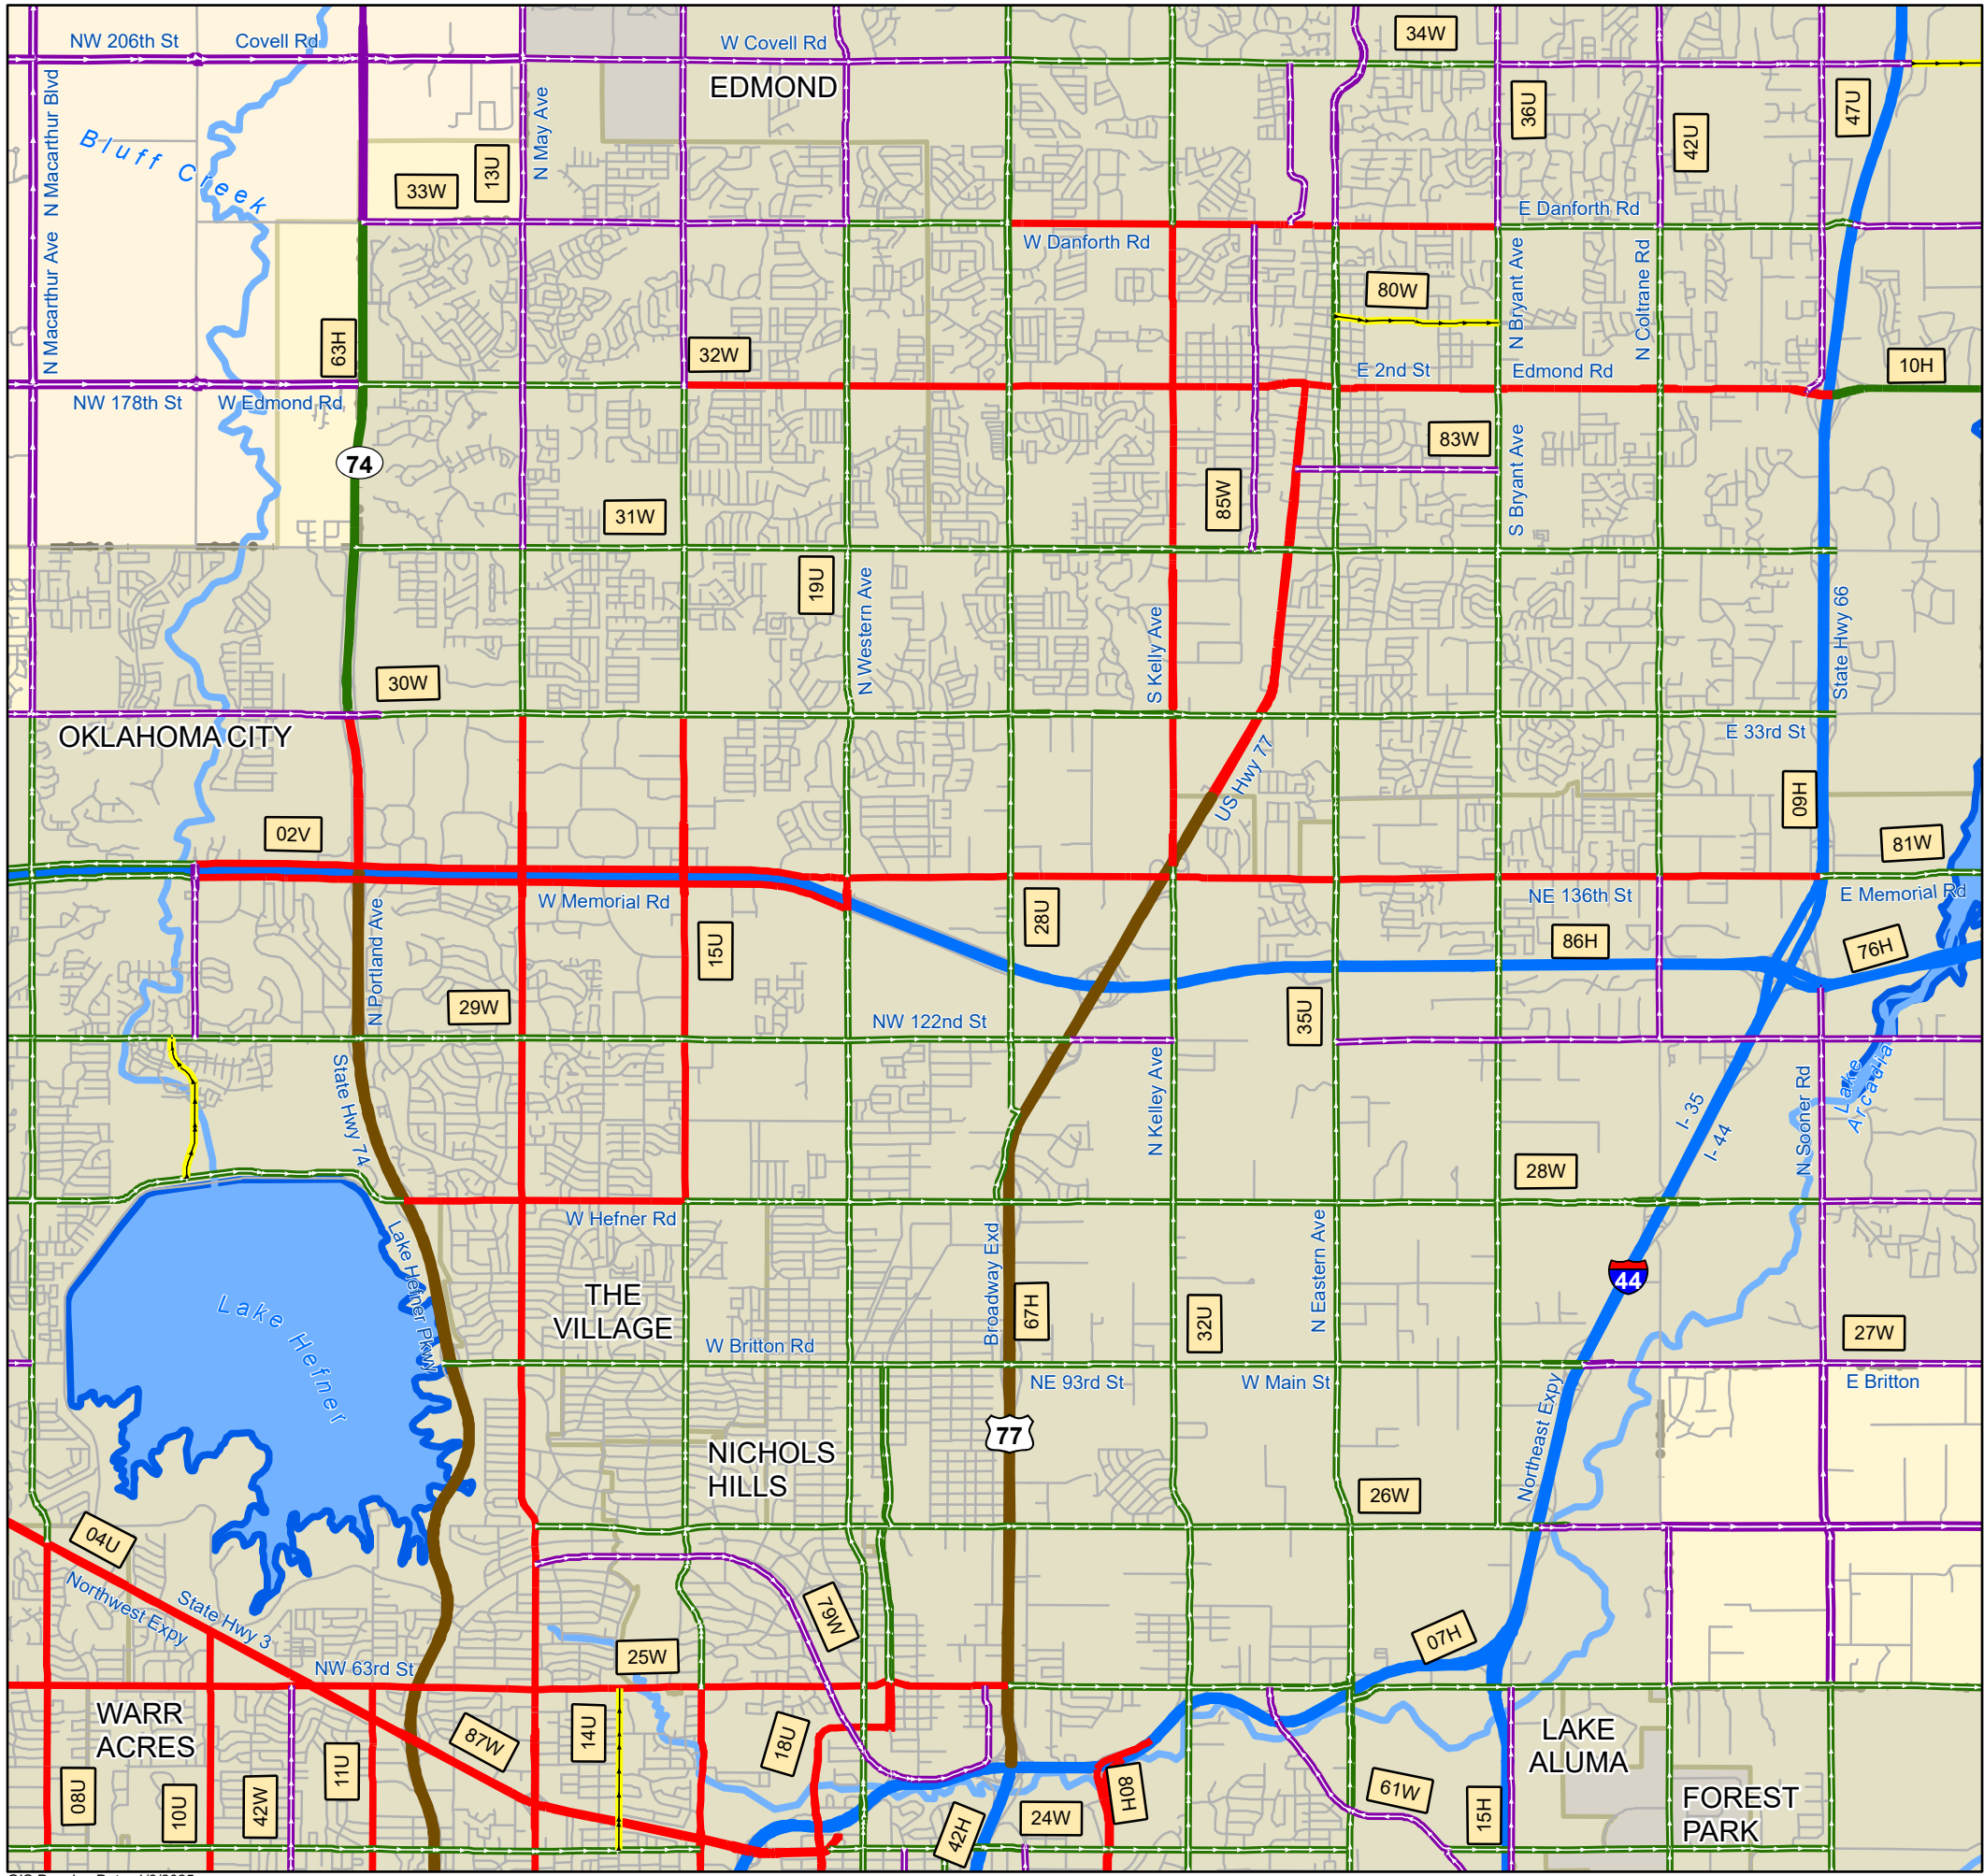 NW 206th St
Covell Rd
W Covell Rd
34W
EDMOND
N Macarthur Blvd
N May Ave
36U
42U
47U
Bluff Creek
13U
33W
N Macarthur Ave
E Danforth Rd
W Danforth Rd
N Bryant Ave
N Coltrane Rd
80W
63H
32W
E 2nd St
Edmond Rd
10H
NW 178th St
W Edmond Rd
83W
74
S Bryant Ave
85W
31W
19U
N Western Ave
S Kelly Ave
State Hwy 66
30W
OKLAHOMA CITY
E 33rd St
US Hwy 77
09H
02V
81W
W Memorial Rd
NE 136th St
E Memorial Rd
28U
15U
86H
76H
N Portland Ave
29W
NW 122nd St
35U
State Hwy 74
N Kelley Ave
I- 35
I- 44
N Sooner Rd
Lake
Arcadia
28W
W Hefner Rd
Lake Hefner Pkwy
Broadway Exd
N Eastern Ave
44
Lake Hefner
THE
VILLAGE
67H
32U
27W
W Britton Rd
NE 93rd St
W Main St
E Britton
77
Northeast Expy
NICHOLS
HILLS
26W
04U
Northwest Expy
State Hwy 3
79W
07H
25W
NW 63rd St
WARR
ACRES
87W
14U
18U
LAKE
ALUMA
08U
10U
42W
11U
80H
61W
15H
FOREST
PARK
42H
24W